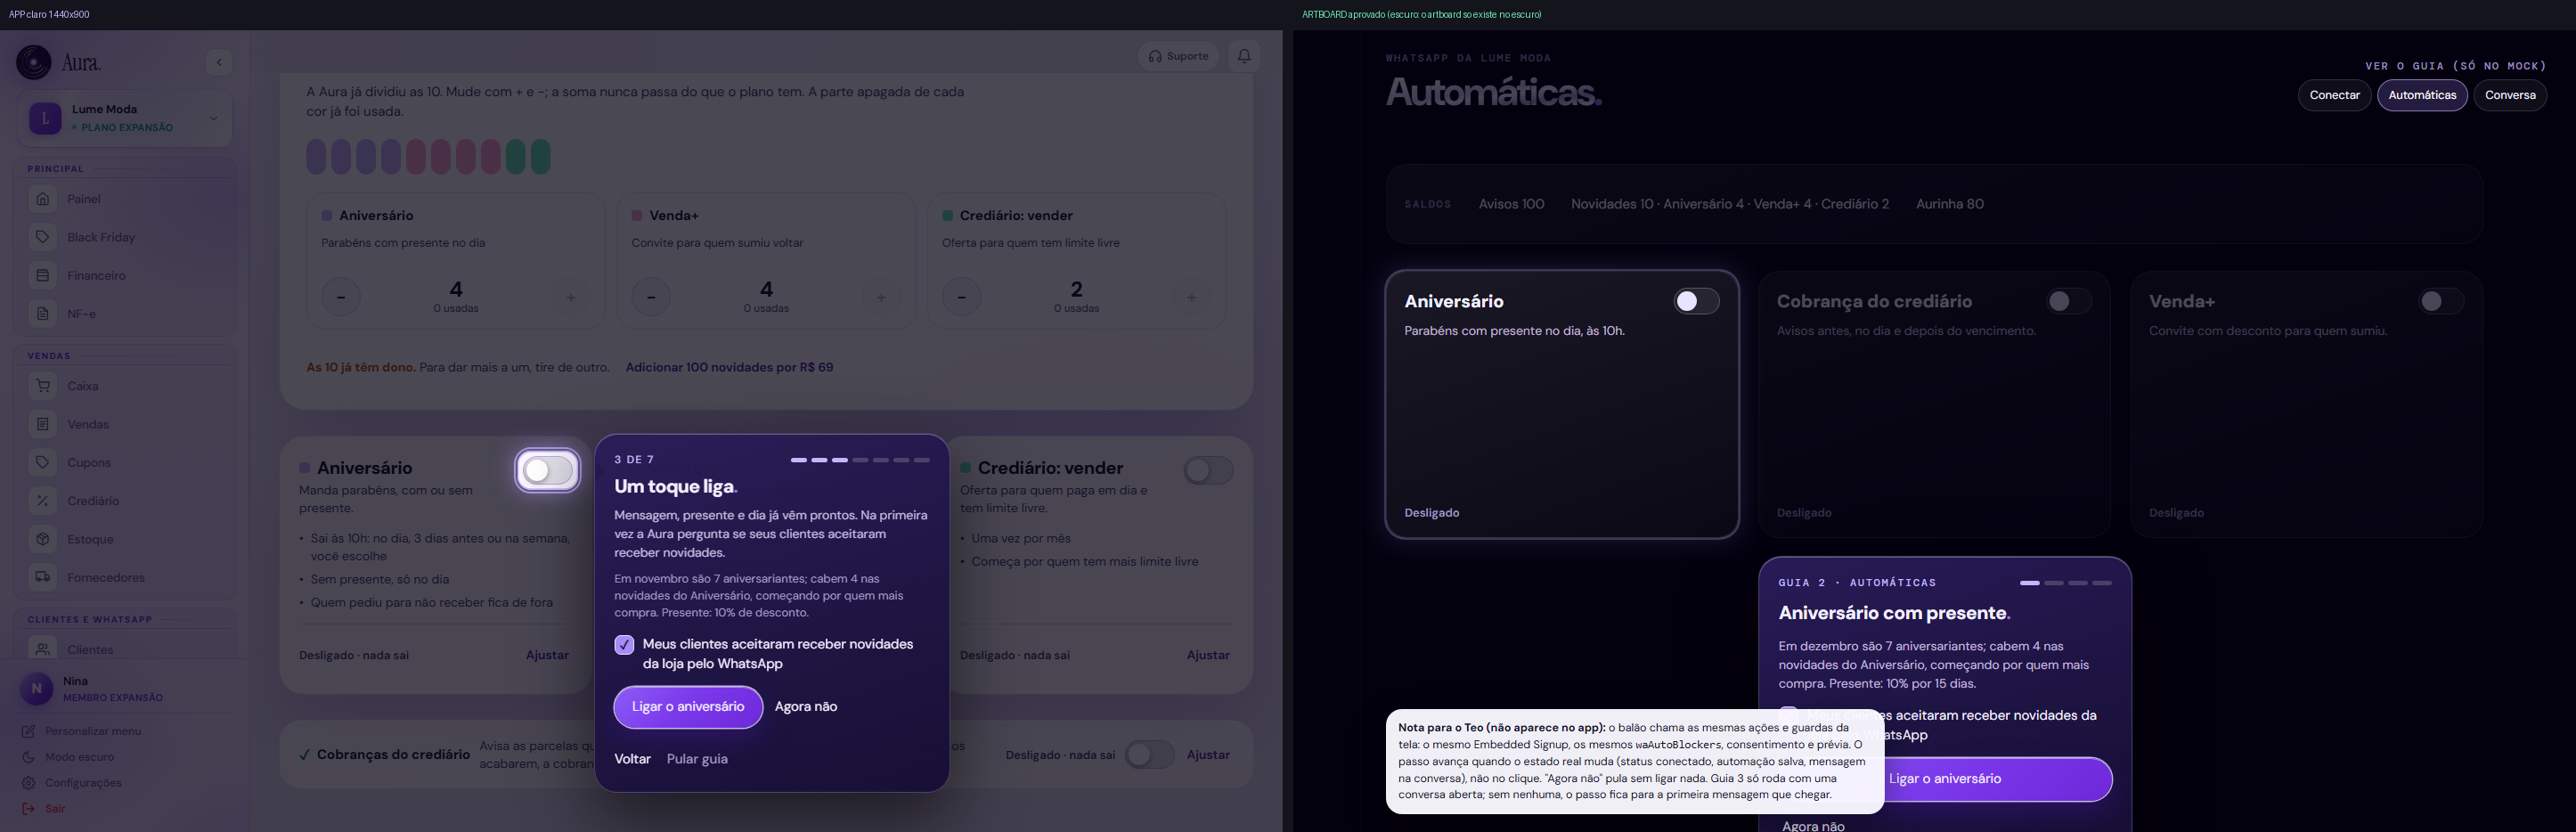 APP claro 1440x900
Aura.
Suporte
L
Lume Moda
PLANO EXPANSÃO
PRINCIPAL
Painel
Black Friday
Financeiro
NF-e
VENDAS
Caixa
Vendas
Cupons
Crediário
Estoque
Fornecedores
CLIENTES E WHATSAPP
Clientes
N
Nina
MEMBRO EXPANSÃO
Personalizar menu
Modo escuro
Configurações
Sair
A Aura já dividiu as 10. Mude com + e -; a soma nunca passa do que o plano tem. A parte apagada de cada
cor já foi usada.
Aniversário
Parabéns com presente no dia
- 4 +
0 usadas
Venda+
Convite para quem sumiu voltar
- 4 +
0 usadas
Crediário: vender
Oferta para quem tem limite livre
- 2 +
0 usadas
As 10 já têm dono. Para dar mais a um, tire de outro. Adicionar 100 novidades por R$ 69
Aniversário
Manda parabéns, com ou sem
presente.
• Sai às 10h: no dia, 3 dias antes ou na semana,
você escolhe
• Sem presente, só no dia
• Quem pediu para não receber fica de fora
Desligado · nada sai
Ajustar
3 DE 7
Um toque liga.
Mensagem, presente e dia já vêm prontos. Na primeira
vez a Aura pergunta se seus clientes aceitaram
receber novidades.
Em novembro são 7 aniversariantes; cabem 4 nas
novidades do Aniversário, começando por quem mais
compra. Presente: 10% de desconto.
Meus clientes aceitaram receber novidades
da loja pelo WhatsApp
Ligar o aniversário
Agora não
Voltar
Pular guia
Crediário: vender
Oferta para quem paga em dia e
tem limite livre.
• Uma vez por mês
• Começa por quem tem mais limite livre
Desligado · nada sai
Ajustar
Cobranças do crediário
Avisa as parcelas qu
acabarem, a cobran
os
Desligado · nada sai
Ajustar
ARTBOARD aprovado (escuro: o artboard so existe no escuro)
WHATSAPP DA LUME MODA
Automáticas.
VER O GUIA (SÓ NO MOCK)
Conectar
Automáticas
Conversa
SALDOS
Avisos 100
Novidades 10 · Aniversário 4 · Venda+ 4 · Crediário 2
Aurinha 80
Aniversário
Parabéns com presente no dia, às 10h.
Desligado
Cobrança do crediário
Avisos antes, no dia e depois do vencimento.
Desligado
Venda+
Convite com desconto para quem sumiu.
Desligado
GUIA 2 · AUTOMÁTICAS
Aniversário com presente.
Em dezembro são 7 aniversariantes; cabem 4 nas
novidades do Aniversário, começando por quem mais
compra. Presente: 10% por 15 dias.
aceitaram receber novidades da
Ligar o aniversário
Agora não
Nota para o Teo (não aparece no app): o balão chama as mesmas ações e guardas da
tela: o mesmo Embedded Signup, os mesmos waAutoBlockers, consentimento e prévia. O
passo avança quando o estado real muda (status conectado, automação salva, mensagem
na conversa), não no clique. "Agora não" pula sem ligar nada. Guia 3 só roda com uma
conversa aberta; sem nenhuma, o passo fica para a primeira mensagem que chegar.